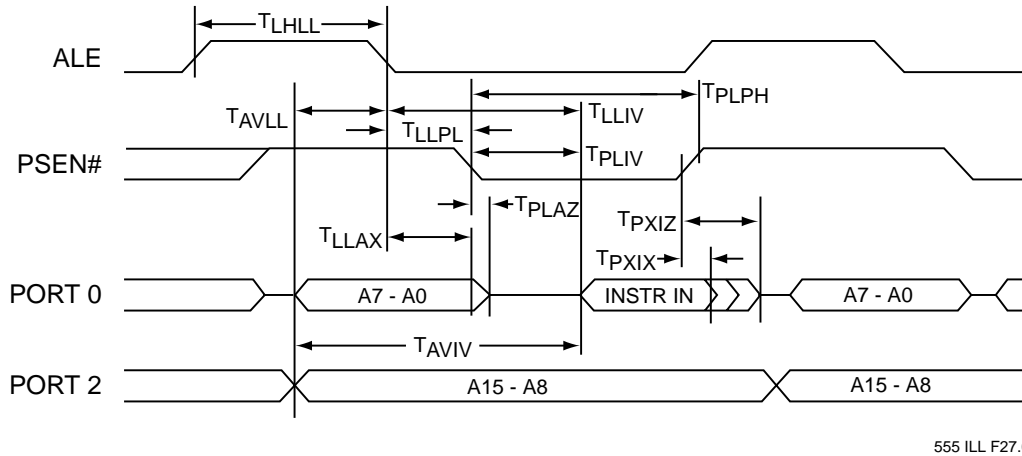 TLHLL
ALE
TPLPH
TAVLL
TLLIV
TLLPL
PSEN#
TPLIV
TPLAZ
TPXIZ
TLLAX
TPXIX
PORT 0
A7 - A0
INSTR IN
A7 - A0
TAVIV
PORT 2
A15 - A8
A15 - A8
555 ILL F27.